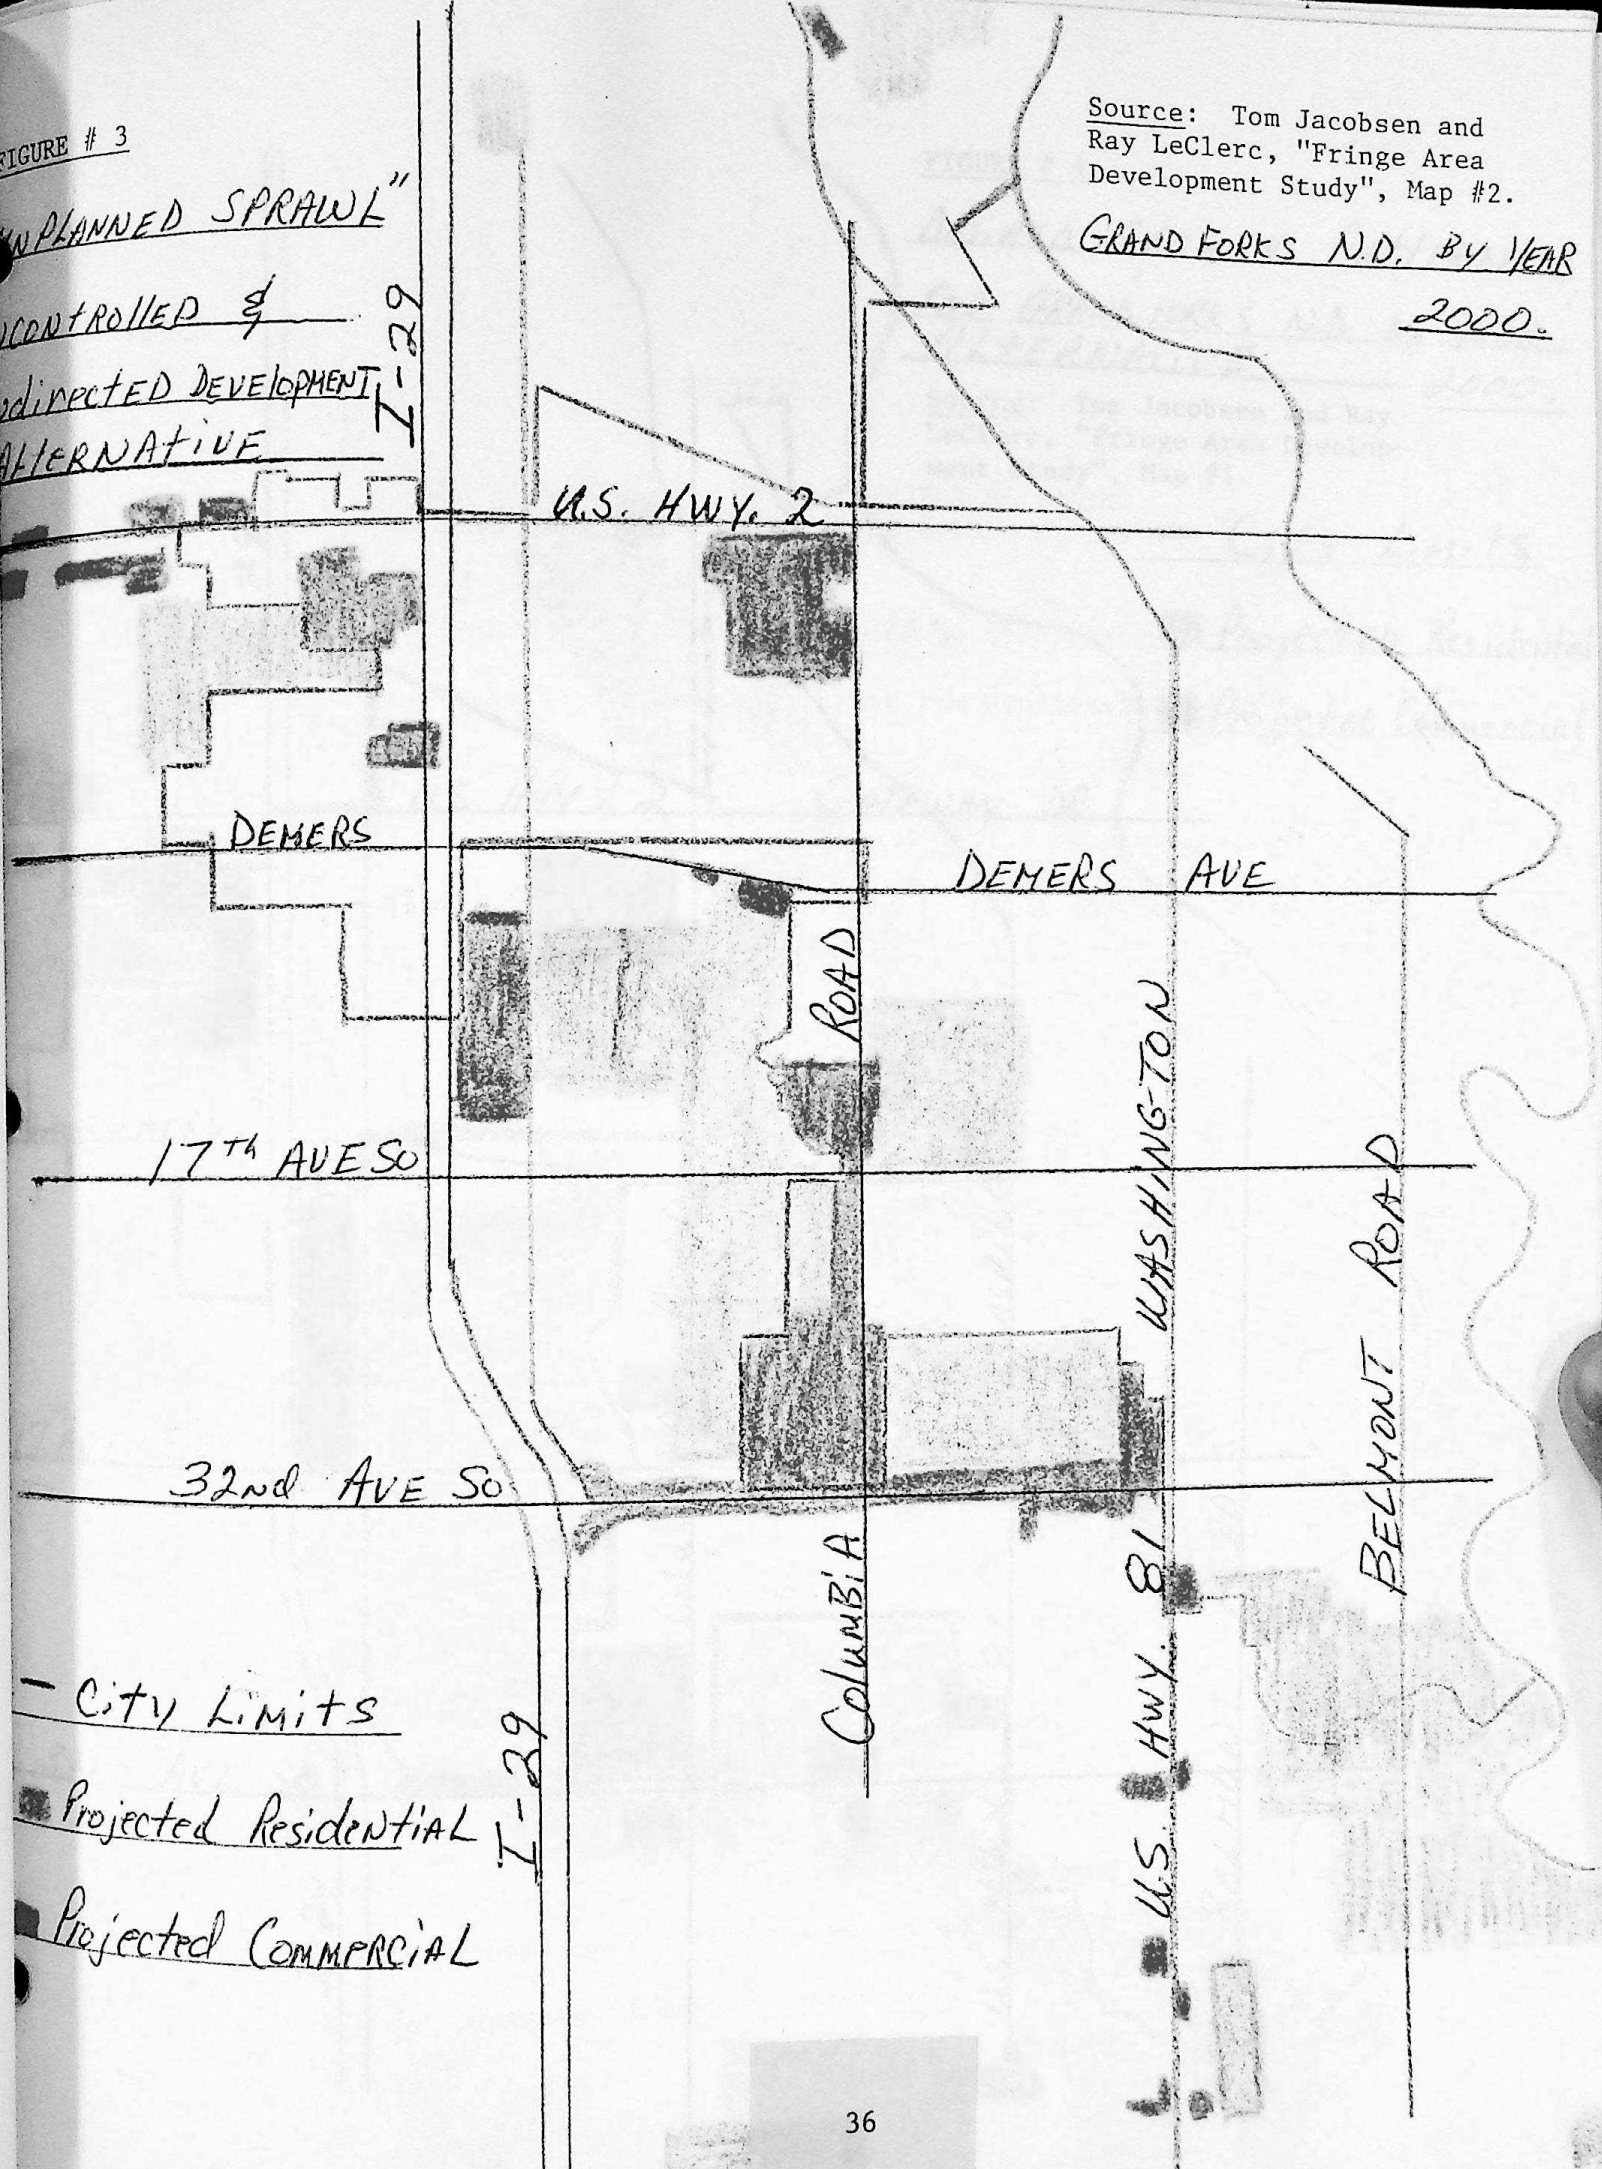 FIGURE # 3
Source: Tom Jacobsen and
Ray LeClerc, "Fringe Area
Development Study", Map #2.
GRAND FORKS N.D. BY YEAR
2000.
NPLANNED SPRAWL"
CONTROLLED &
directed DEVELOPMENT
AlTERNATIVE
I-29
U.S. HWY. 2
DEMERS
DEMERS AVE
ROAD
17th AVE SO
WASHINGTON
BELMONT ROAD
32nd AVE SO
COLUMBIA
U.S. HWY. 81
I-29
- City Limits
Projected Residential
Projected Commercial
36